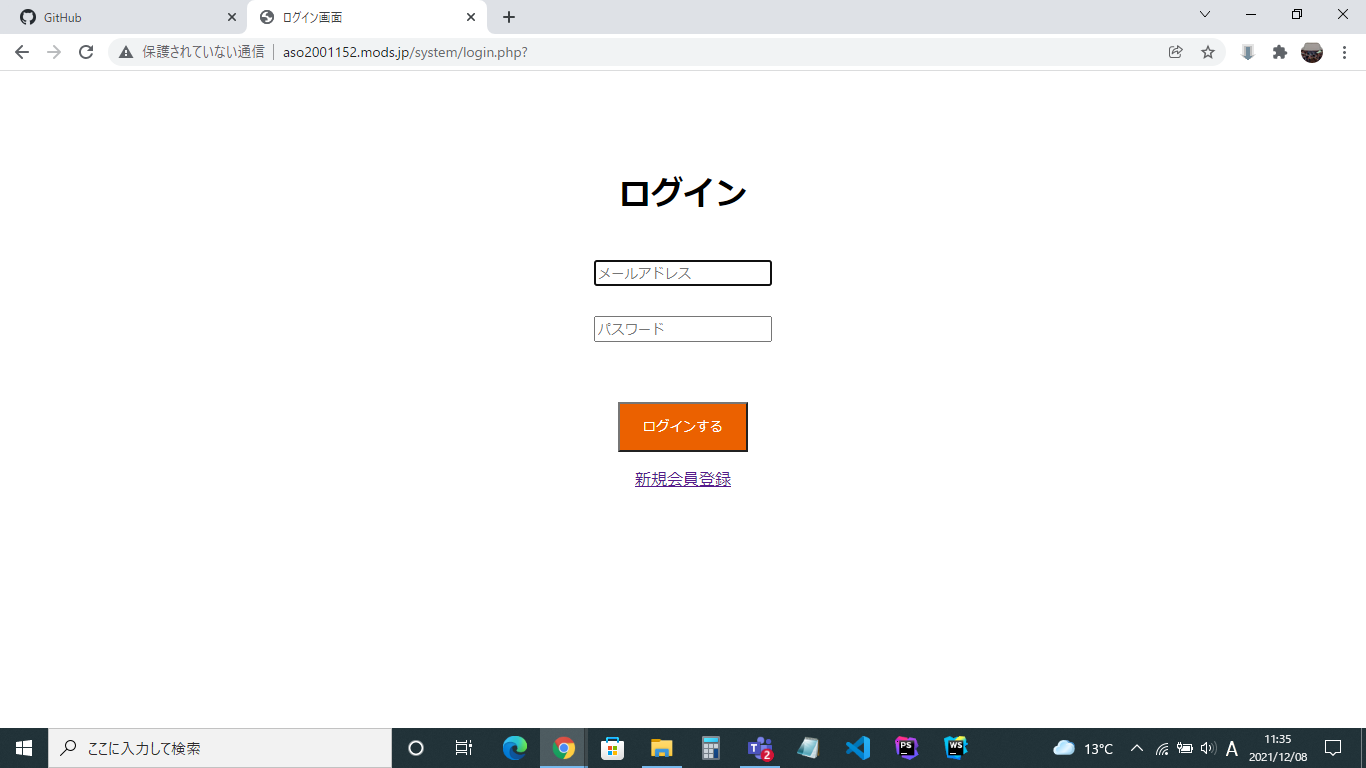 GitHub
ログイン画面
保護されていない通信
aso2001152.mods.jp/system/login.php?
ログイン
メールアドレス
パスワード
ログインする
新規会員登録
ここに入力して検索
2
PS
WS
13°C
A
11:35
2021/12/08